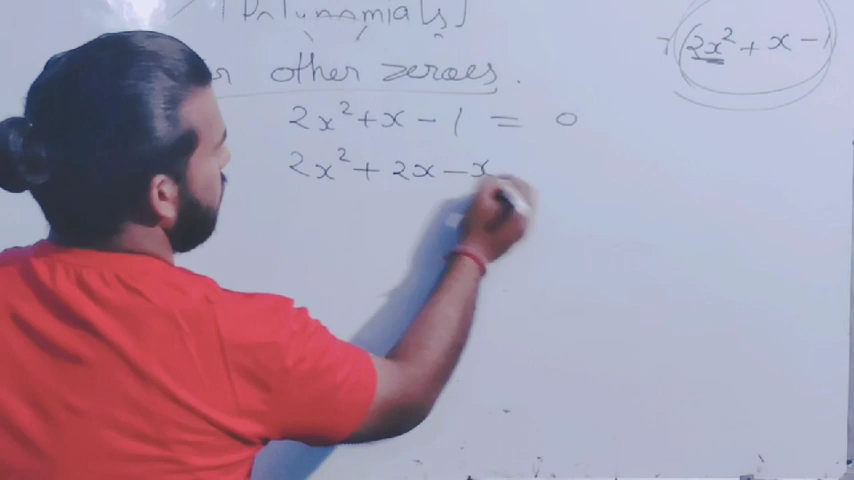 [Polynomials]
other zeroes.
2x² + x - 1
2x² + x - 1 = 0
2x² + 2x - x